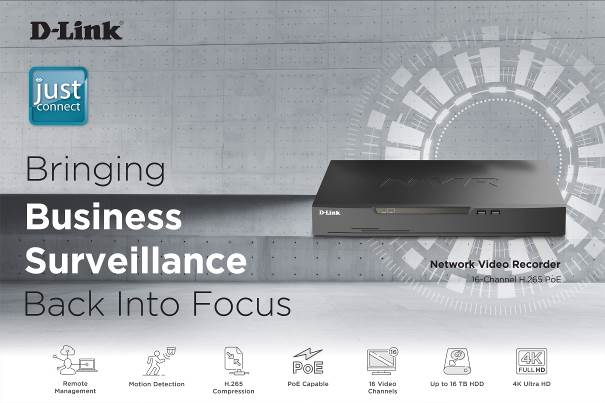 D-Link
just
connect
Bringing
Business
Surveillance
Back Into Focus
NVR
D-Link
Network Video Recorder
16-Channel H.265 PoE
Remote
Management
Motion Detection
H.265
Compression
PoE
PoE Capable
16
16 Video
Channels
Up to 16 TB HDD
4K
FULL HD
4K Ultra HD